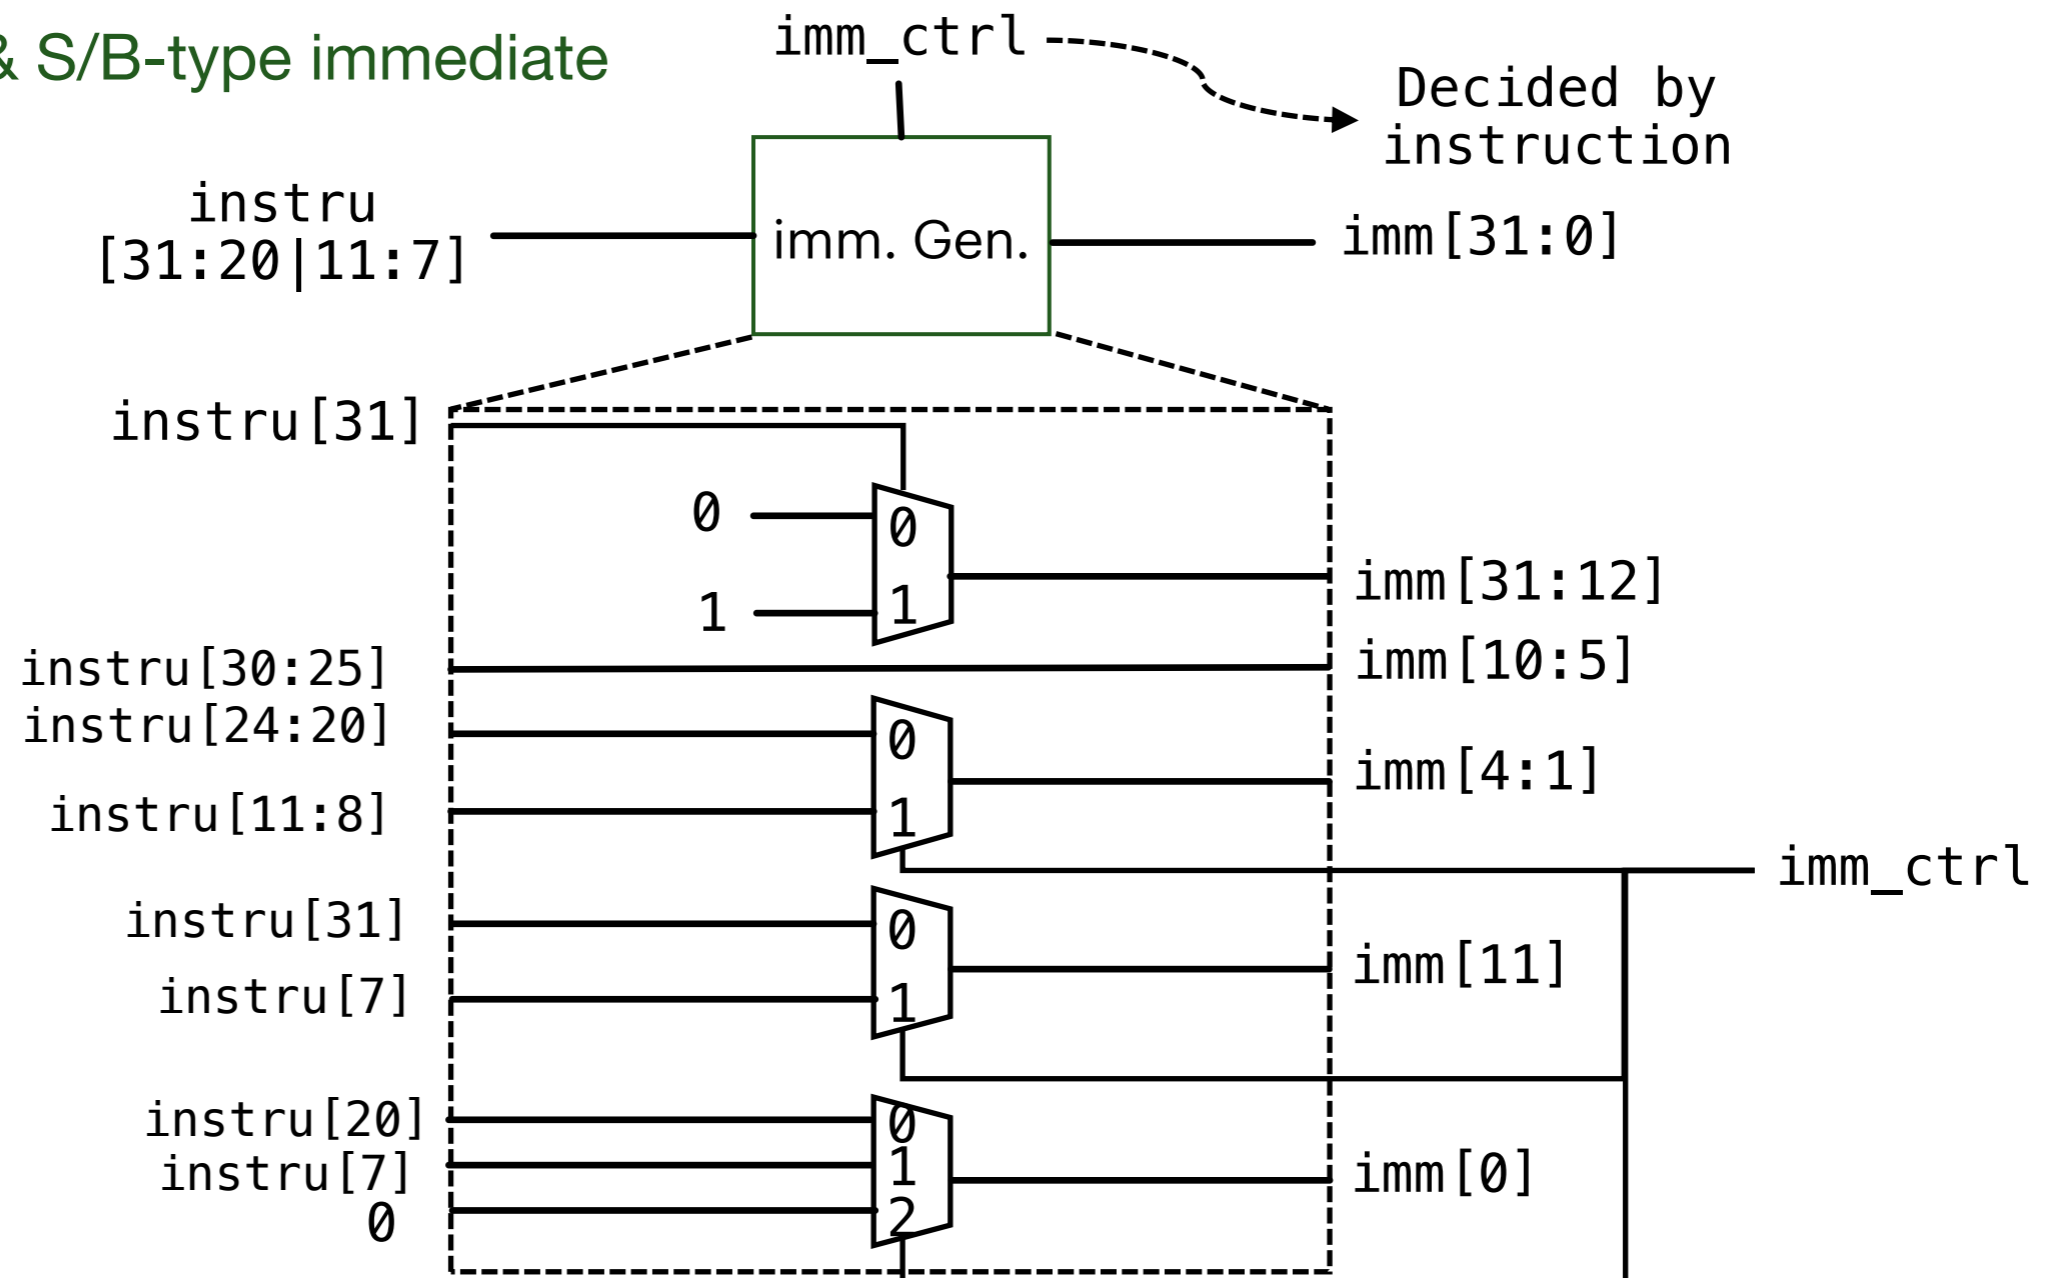 & S/B-type immediate
imm_ctrl
Decided by
instruction
instru
[31:20|11:7]
imm. Gen.
imm[31:0]
instru[31]
0
0
1
1
imm[31:12]
instru[30:25]
imm[10:5]
instru[24:20]
0
imm[4:1]
instru[11:8]
1
imm_ctrl
instru[31]
0
imm[11]
instru[7]
1
instru[20]
0
instru[7]
1
imm[0]
0
2